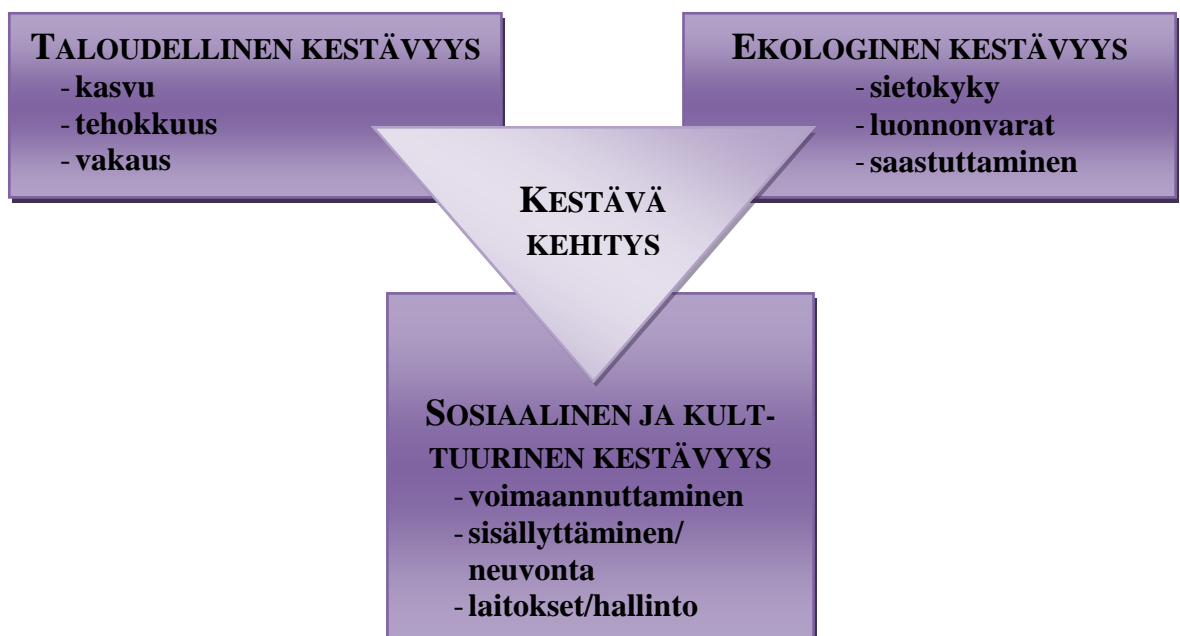 TALOUDELLINEN KESTÄVYYS
- kasvu
- tehokkuus
- vakaus
EKOLOGINEN KESTÄVYYS
- sietokyky
- luonnonvarat
- saastuttaminen
KESTÄVÄ
KEHITYS
SOSIAALINEN JA KULT-
TUURINEN KESTÄVYYS
- voimaannuttaminen
- sisällyttäminen/
neuvonta
- laitokset/hallinto